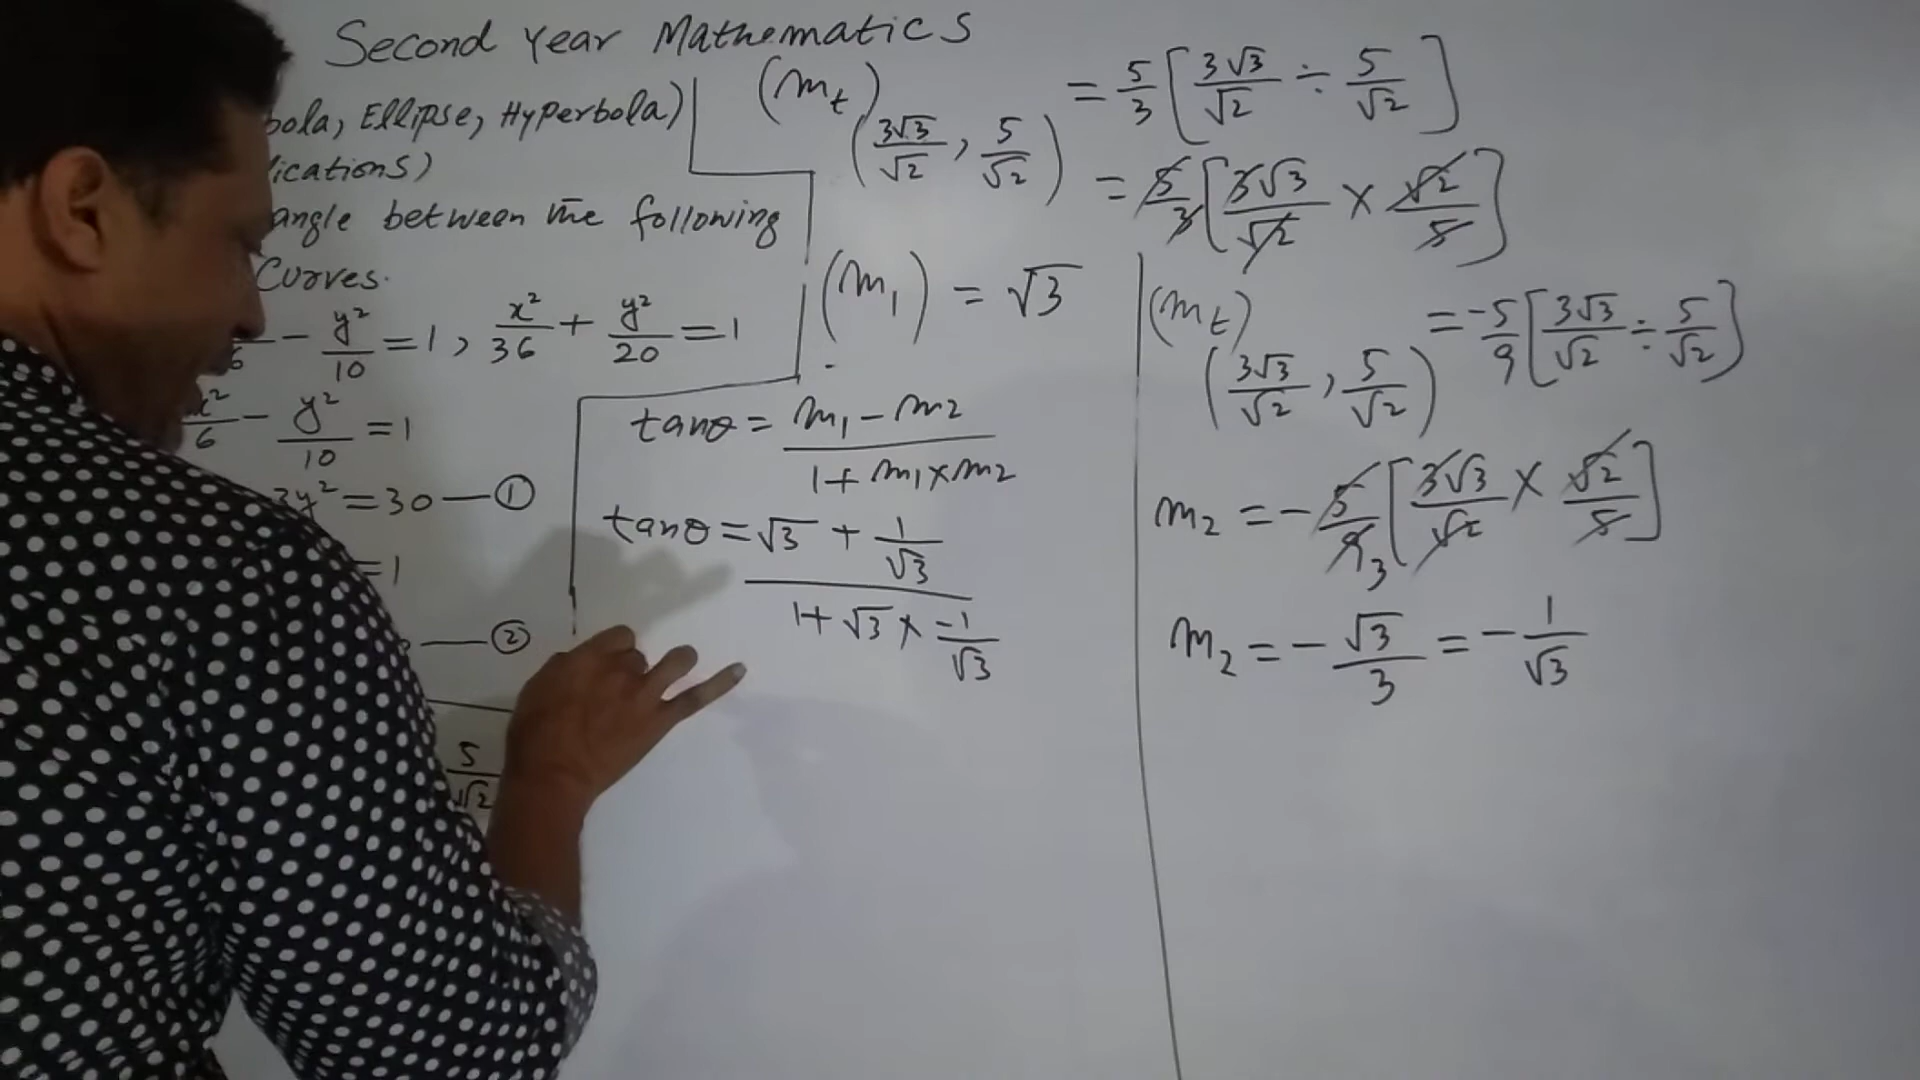 Second Year Mathematics
bola, Ellipse, Hyperbola)
ications)
angle between the following
Curves.
6 - y²/10 = 1, x²/36 + y²/20 = 1
x²/6 - y²/10 = 1
3y² = 30 — ①
= 1
— ②
5/√2
(m_t)(3√3/√2, 5/√2) = 5/3 [3√3/√2 ÷ 5/√2]
= 5/3 [3√3/√2 × √2/5]
(m₁) = √3
tanθ = (m₁ - m₂)/(1 + m₁×m₂)
tanθ = (√3 + 1/√3)/(1 + √3 × -1/√3)
(m_t)(3√3/√2, 5/√2) = -5/9 [3√3/√2 ÷ 5/√2]
m₂ = -5/9 3 [3√3/√2 × √2/5]
m₂ = -√3/3 = -1/√3